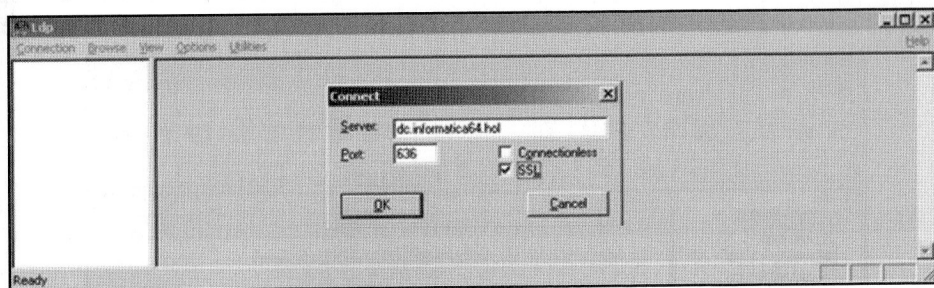 Ldp
Connection Browse View Options Utilities Help
Connect
Server: dc.informatica64.hol
Port: 636
Connectionless
SSL
OK Cancel
Ready